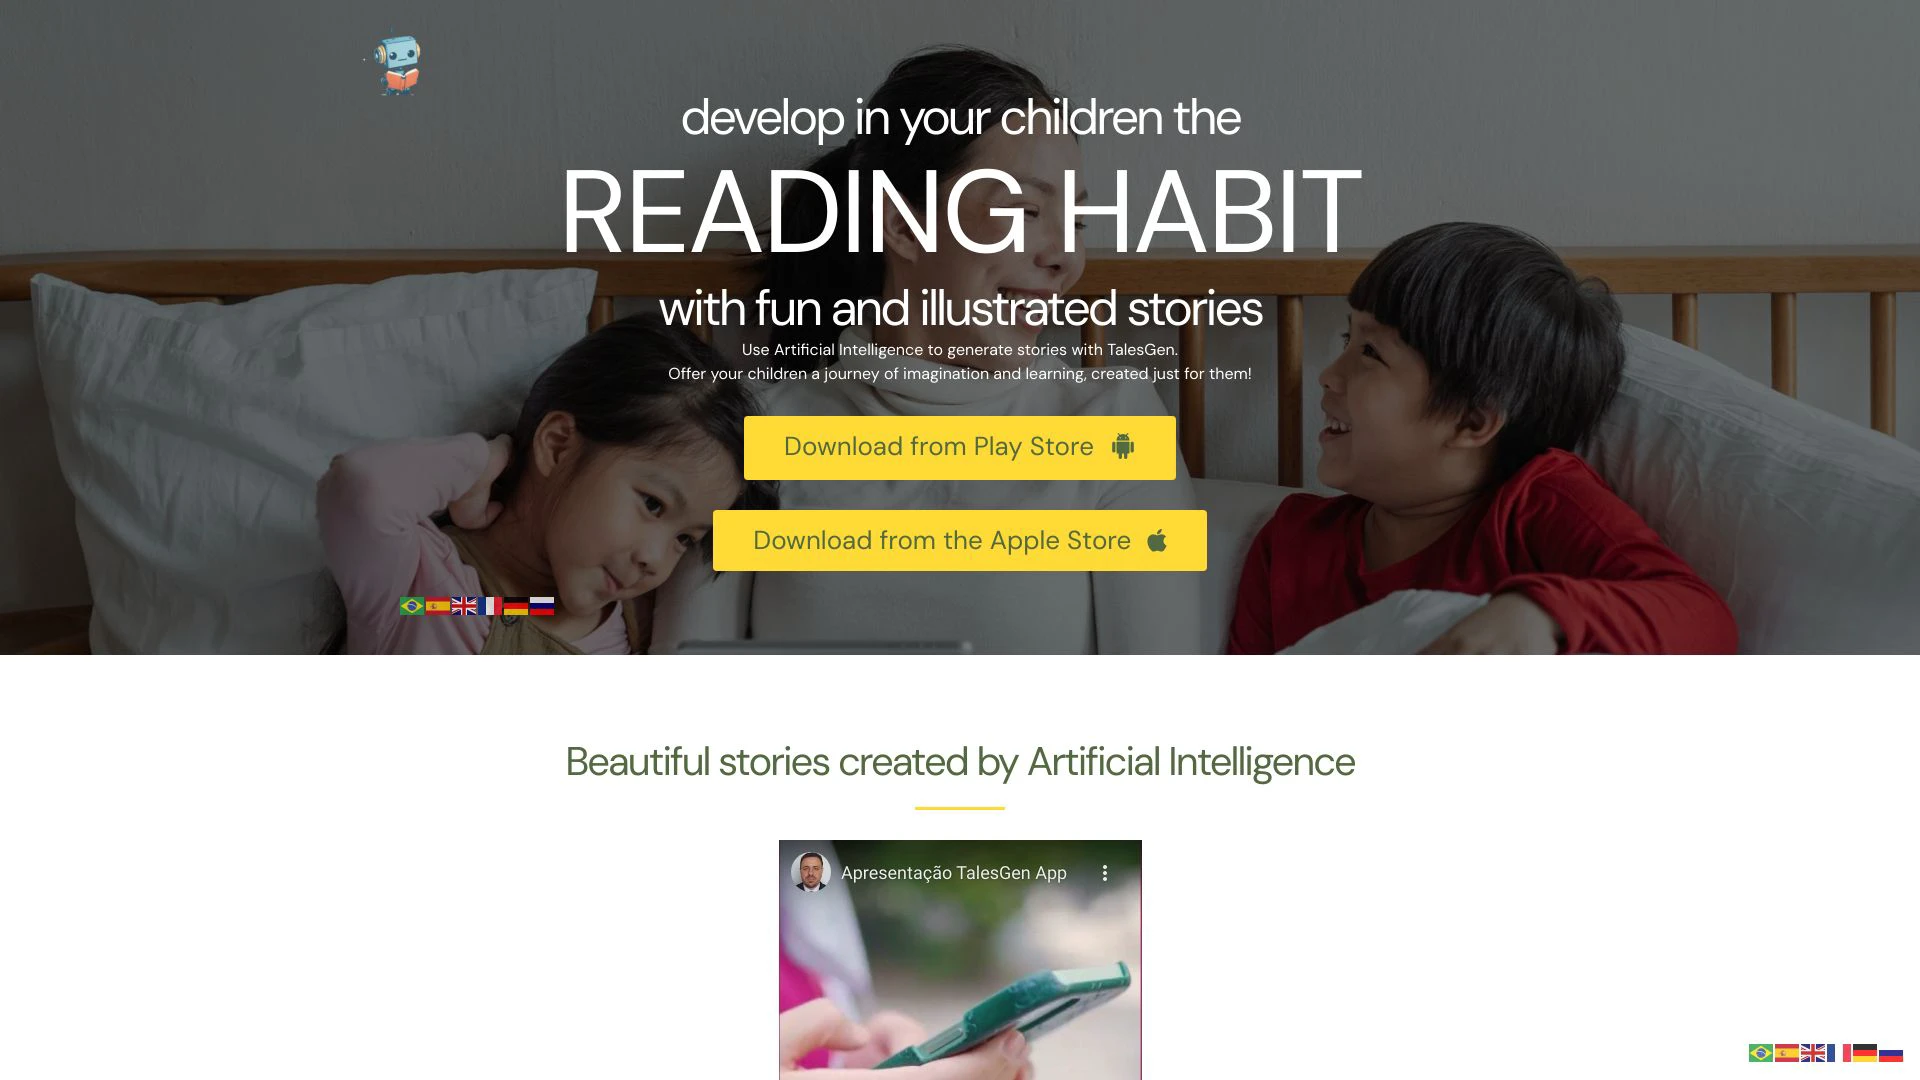 develop in your children the
READING HABIT
with fun and illustrated stories
Use Artificial Intelligence to generate stories with TalesGen.
Offer your children a journey of imagination and learning, created just for them!
Download from Play Store
Download from the Apple Store
Beautiful stories created by Artificial Intelligence
Apresentação TalesGen App